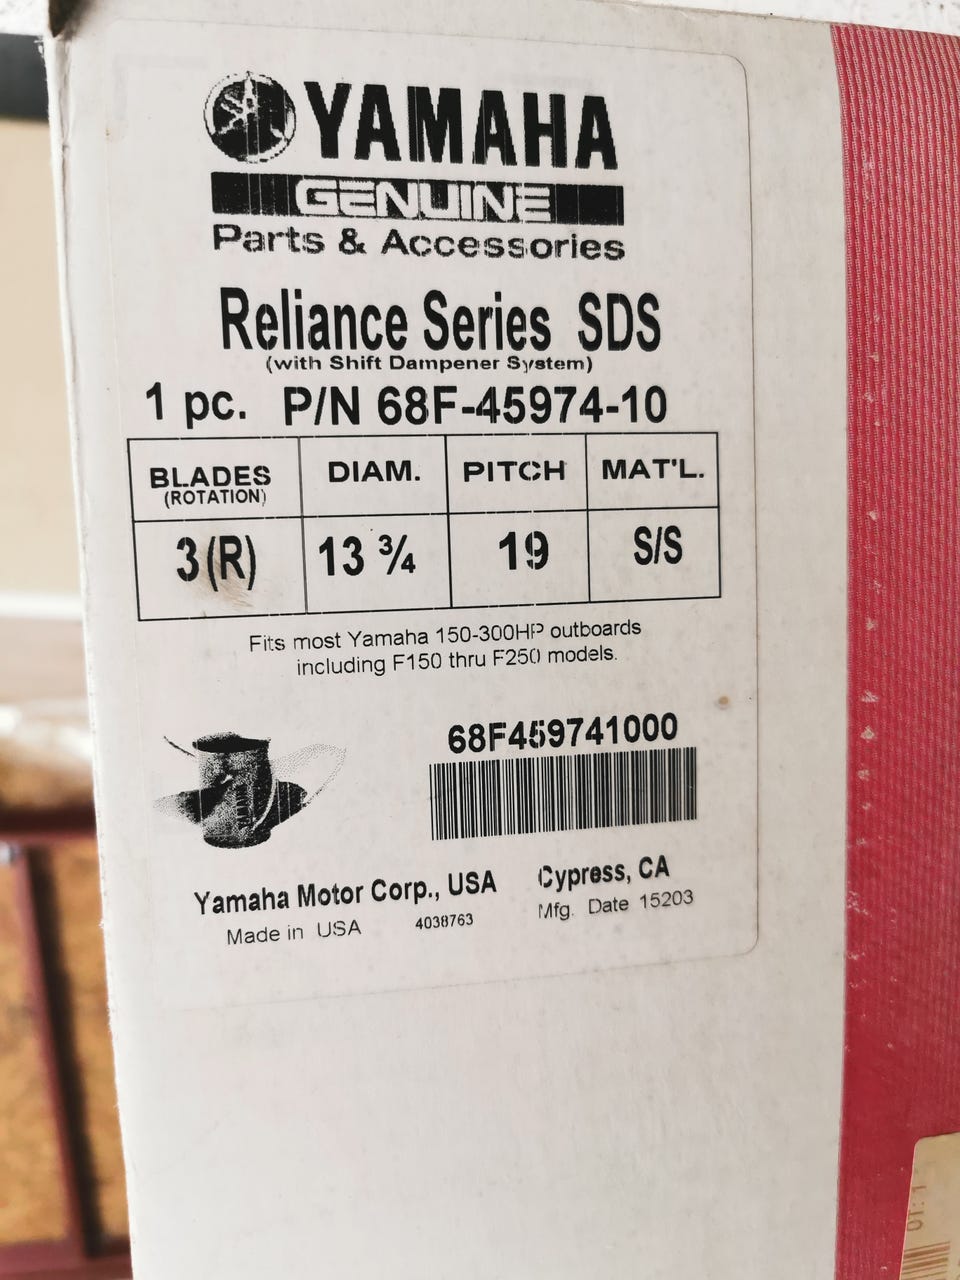 YAMAHA
GENUINE
Parts & Accessories
Reliance Series SDS
(with Shift Dampener System)
1 pc. P/N 68F-45974-10
BLADES DIAM. PITCH MAT'L.
(ROTATION)
3(R) 13 ¾ 19 S/S
Fits most Yamaha 150-300HP outboards
including F150 thru F250 models.
68F459741000
Yamaha Motor Corp., USA Cypress, CA
Made in USA 4038763 Mfg. Date 15203
QT: 1